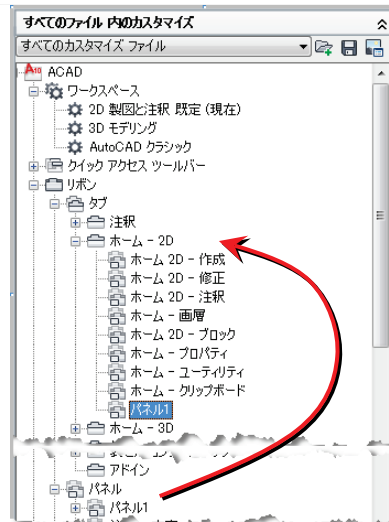 すべてのファイル 内のカスタマイズ
すべてのカスタマイズ ファイル
ACAD
ワークスペース
2D 製図と注釈 既定 (現在)
3D モデリング
AutoCAD クラシック
クイック アクセス ツールバー
リボン
タブ
注釈
ホーム - 2D
ホーム 2D - 作成
ホーム 2D - 修正
ホーム 2D - 注釈
ホーム - 画層
ホーム 2D - ブロック
ホーム - プロパティ
ホーム - ユーティリティ
ホーム - クリップボード
パネル1
ホーム - 3D
アドイン
パネル
パネル1